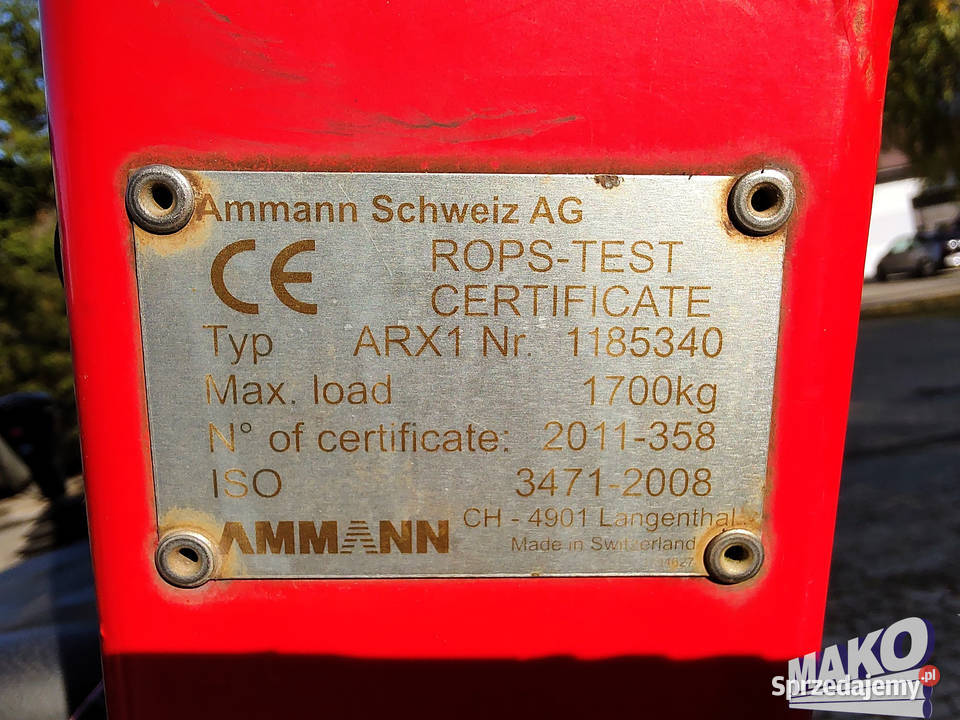 Ammann Schweiz AG
CE ROPS-TEST
CERTIFICATE
Typ ARX1 Nr. 1185340
Max. load 1700kg
N° of certificate: 2011-358
ISO 3471-2008
AMMANN CH - 4901 Langenthal
Made in Switzerland
MAKO
Sprzedajemy.pl